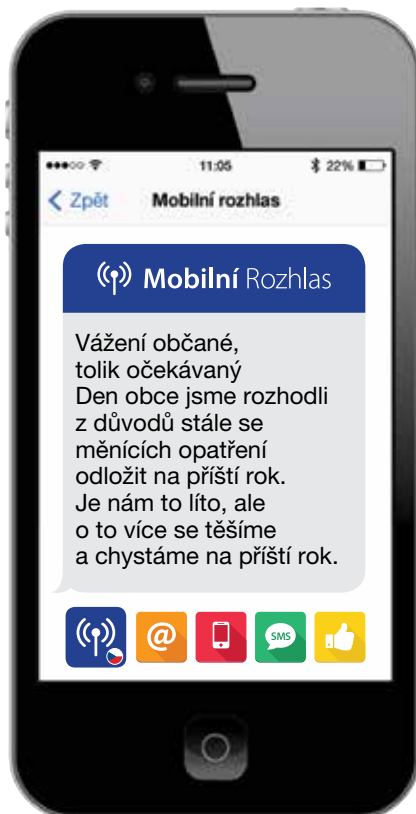 11:05
22%
Zpět
Mobilní rozhlas
Mobilní Rozhlas
Vážení občané,
tolik očekávaný
Den obce jsme rozhodli
z důvodů stále se
měnících opatření
odložit na příští rok.
Je nám to líto, ale
o to více se těšíme
a chystáme na příští rok.
@
SMS